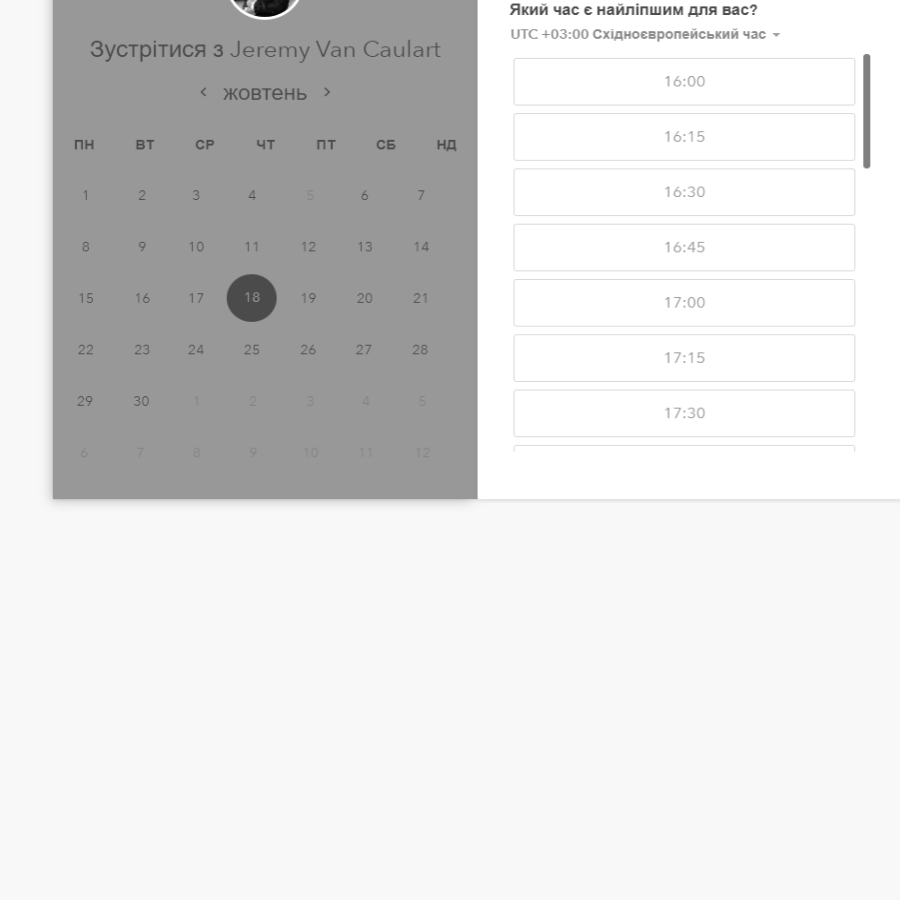 Зустрітися з Jeremy Van Caulart
жовтень
ПН ВТ СР ЧТ ПТ СБ НД
1 2 3 4 5 6 7
8 9 10 11 12 13 14
15 16 17 18 19 20 21
22 23 24 25 26 27 28
29 30 1 2 3 4 5
6 7 8 9 10 11 12
Який час є найліпшим для вас?
UTC +03:00 Східноєвропейський час
16:00
16:15
16:30
16:45
17:00
17:15
17:30